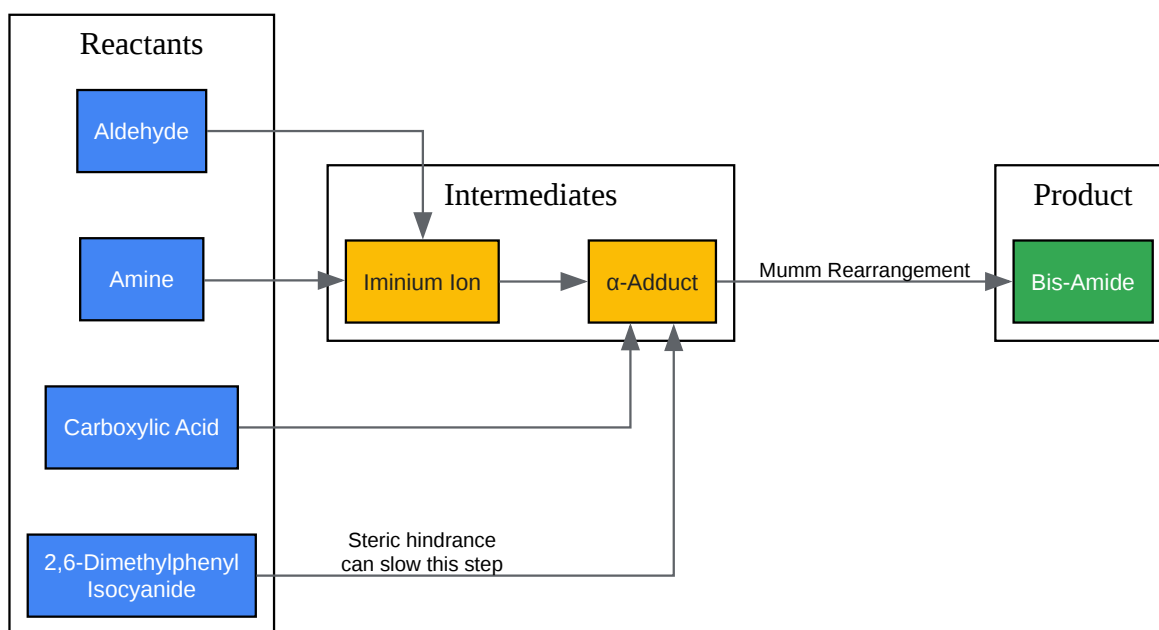 Reactants
Aldehyde
Amine
Carboxylic Acid
2,6-Dimethylphenyl
Isocyanide
Steric hindrance
can slow this step
Intermediates
Iminium Ion
α-Adduct
Mumm Rearrangement
Product
Bis-Amide